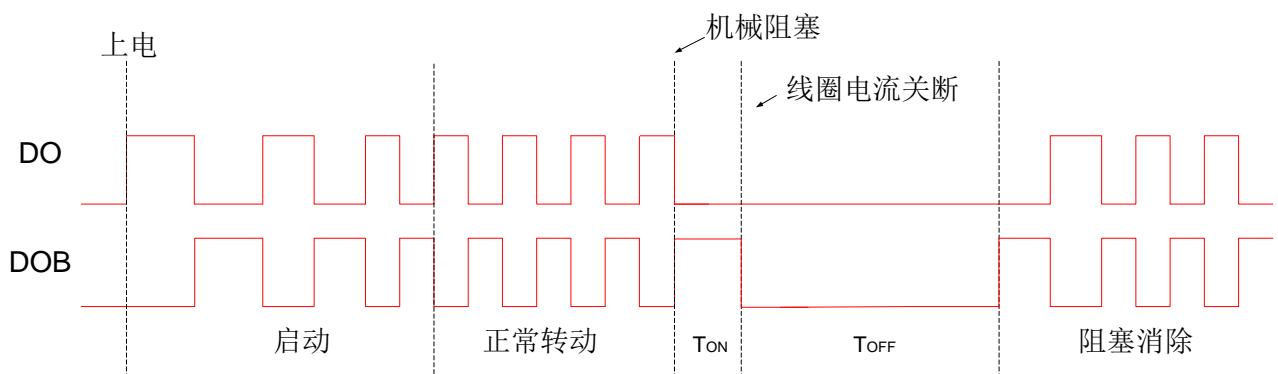 上电
机械阻塞
线圈电流关断
DO
DOB
启动
正常转动
TON
TOFF
阻塞消除